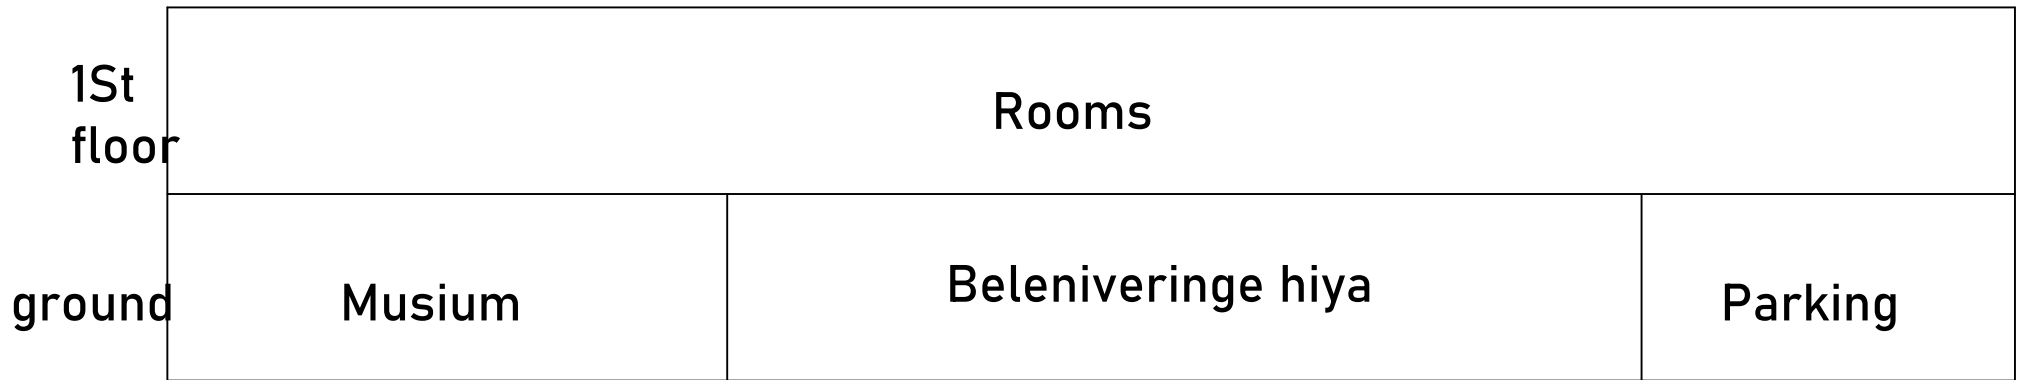 1St
floor
Rooms
ground
Musium
Beleniveringe hiya
Parking